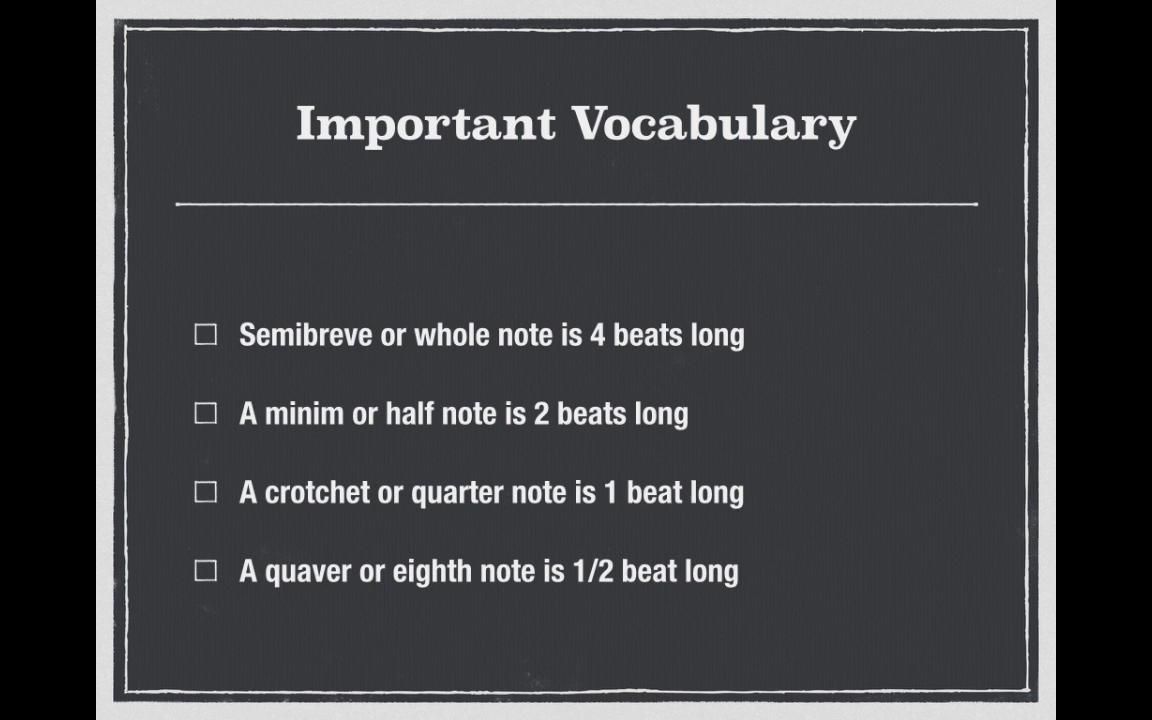 Important Vocabulary
Semibreve or whole note is 4 beats long
A minim or half note is 2 beats long
A crotchet or quarter note is 1 beat long
A quaver or eighth note is 1/2 beat long